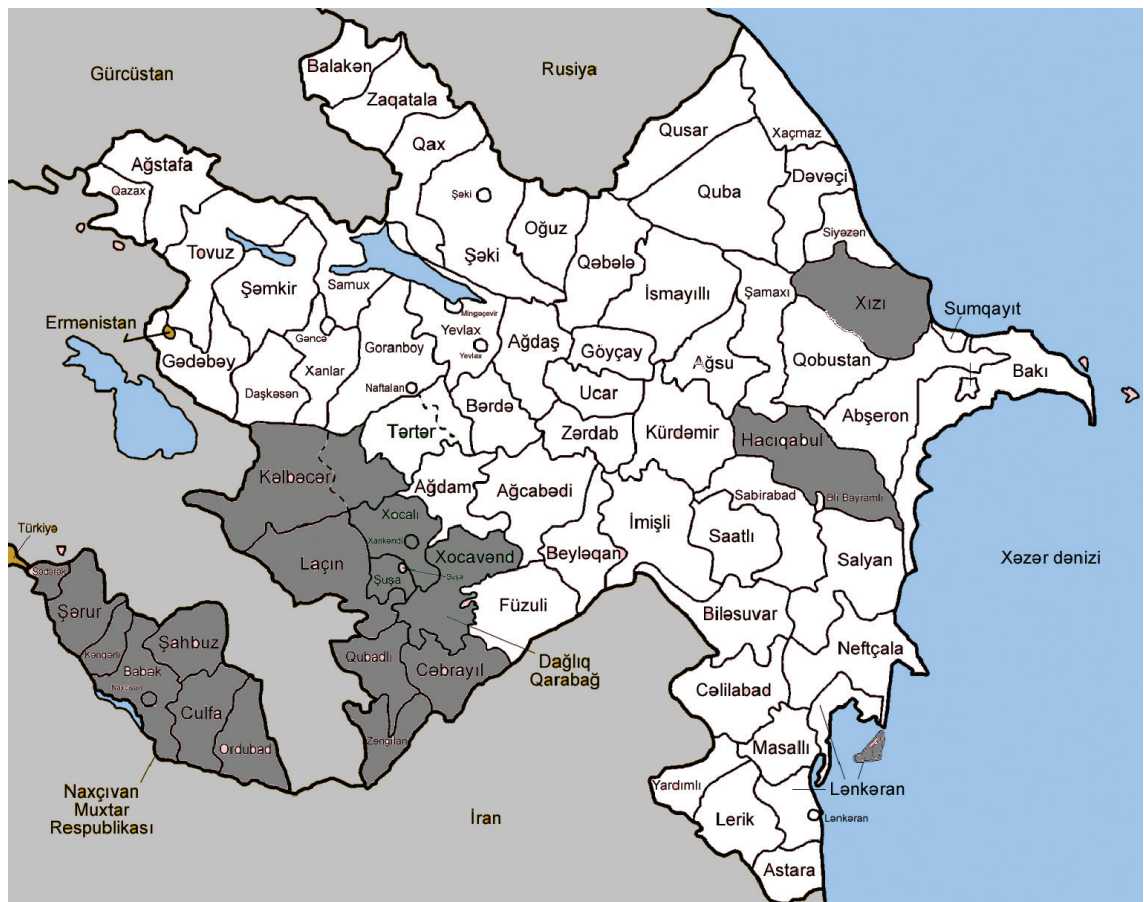 Gürcüstan
Rusiya
Balakən
Zaqatala
Qax
Qusar
Xaçmaz
Ağstafa
Qazax
Şəki
Quba
Dəvəçi
Siyəzən
Tovuz
Şəki
Oğuz
Qəbələ
Şəmkir
Samux
İsmayıllı
Şamaxı
Xızı
Sumqayıt
Ermənistan
Gədəbəy
Gəncə
Xanlar
Goranboy
Mingəçevir
Yevlax
Yevlax
Ağdaş
Göyçay
Ağsu
Qobustan
Bakı
Daşkəsən
Naftalan
Bərdə
Ucar
Abşeron
Tərtər
Zərdab
Kürdəmir
Hacıqabul
Kəlbəcər
Ağdam
Ağcabədi
Sabirabad
Əli Bayramlı
Xocalı
İmişli
Saatlı
Türkiyə
Xankəndi
Xocavənd
Beyləqan
Salyan
Xəzər dənizi
Sədərək
Laçın
Şuşa
Şuşa
Şərur
Füzuli
Biləsuvar
Şahbuz
Kəngərli
Babək
Qubadlı
Cəbrayıl
Dağlıq
Qarabağ
Neftçala
Naxçıvan
Culfa
Cəlilabad
Ordubad
Zəngilan
Masallı
Naxçıvan
Muxtar
Respublikası
İran
Yardımlı
Lənkəran
Lerik
Lənkəran
Astara